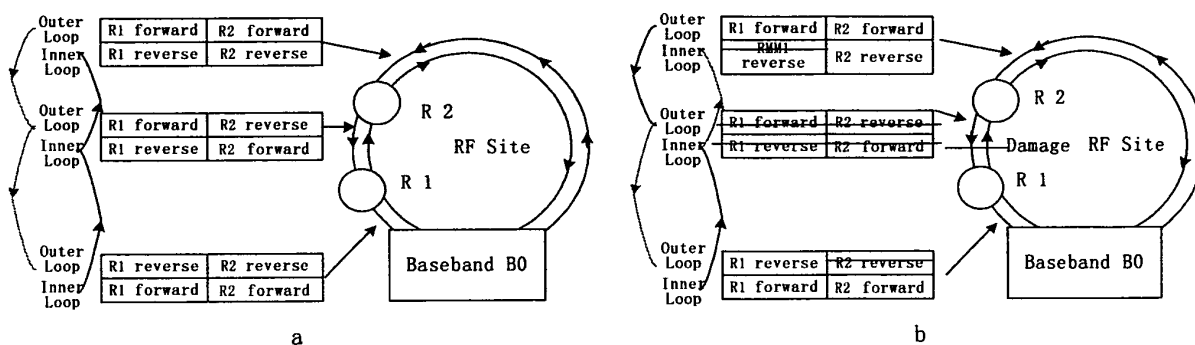 Outer Loop
Inner Loop
R1 forward R2 forward
R1 reverse R2 reverse
Outer Loop
Inner Loop
R1 forward R2 reverse
R1 reverse R2 forward
Outer Loop
Inner Loop
R1 reverse R2 reverse
R1 forward R2 forward
R 2
RF Site
R 1
Baseband B0
a
Outer Loop
Inner Loop
R1 forward R2 forward
RMM1 reverse R2 reverse
Outer Loop
Inner Loop
R1 forward R2 reverse
R1 reverse R2 forward
Outer Loop
Inner Loop
R1 reverse R2 reverse
R1 forward R2 forward
R 2
Damage RF Site
R 1
Baseband B0
b